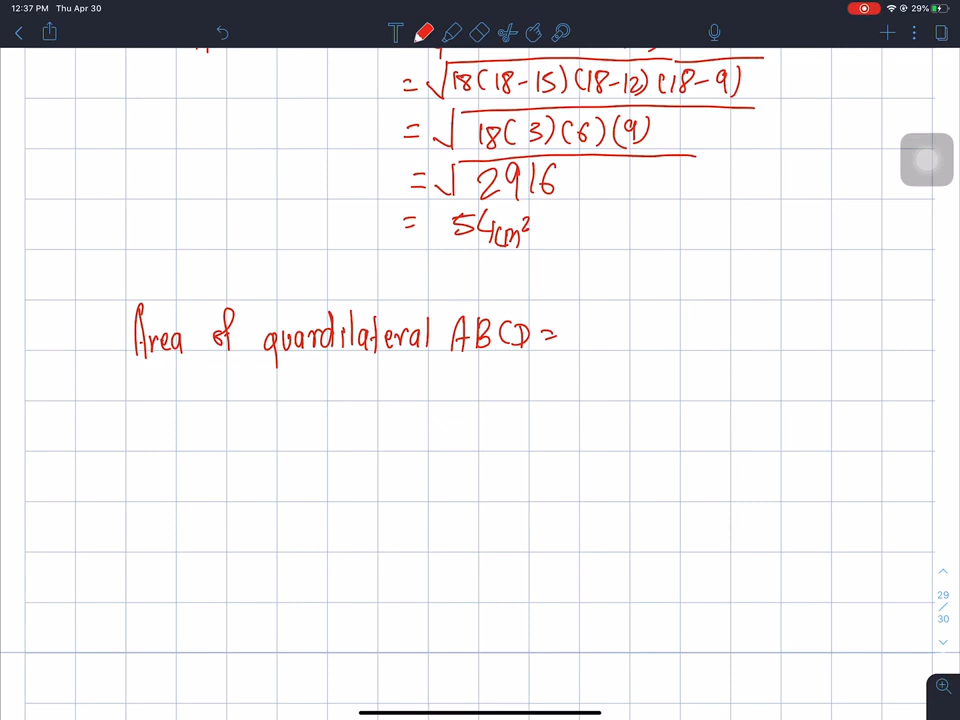 12:37 PM Thu Apr 30
29%
T
= √18(18-15)(18-12)(18-9)
= √18(3)(6)(9)
= √2916
= 54cm²
Area of quardilateral ABCD=
29
/
30